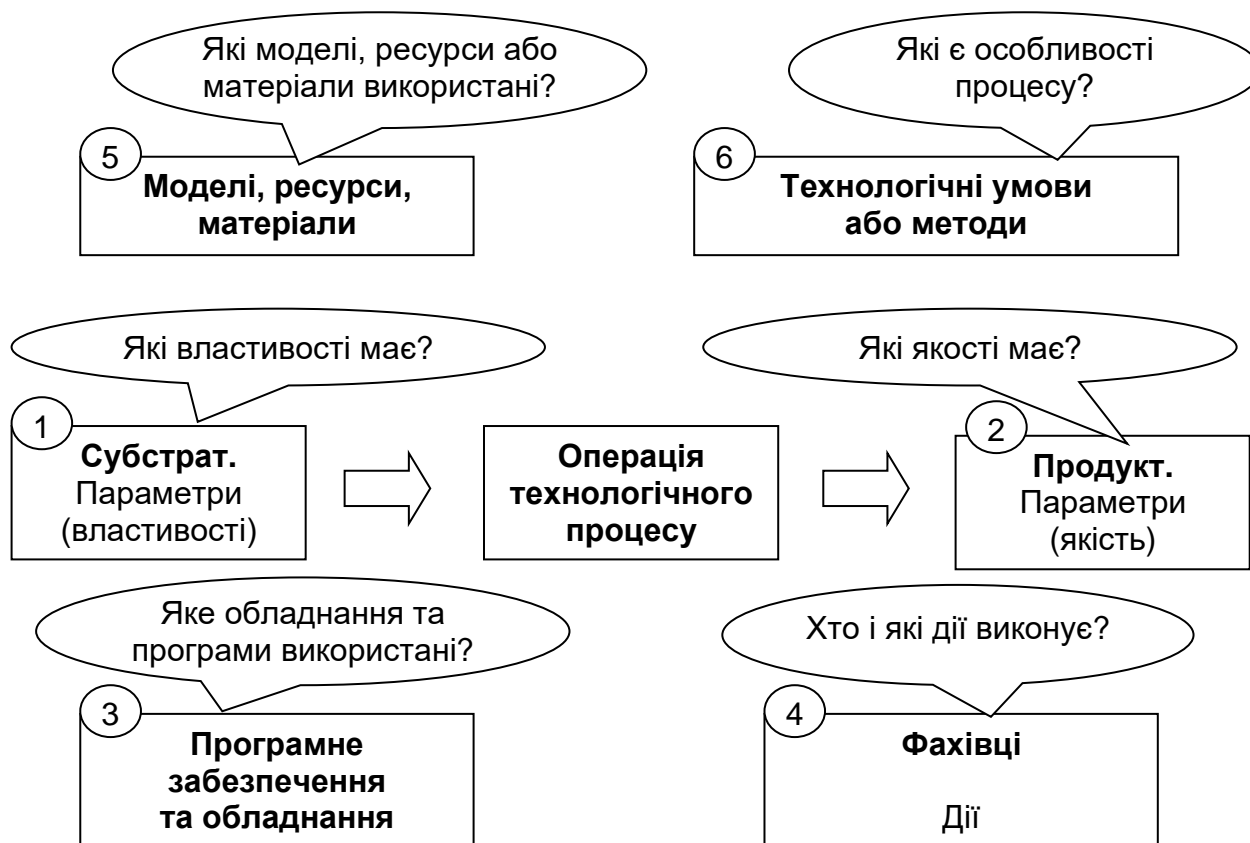 Які моделі, ресурси або
матеріали використані?
Які є особливості
процесу?
5
Моделі, ресурси,
матеріали
6
Технологічні умови
або методи
Які властивості має?
Які якості має?
1
Субстрат.
Параметри
(властивості)
Операція
технологічного
процесу
2
Продукт.
Параметри
(якість)
Яке обладнання та
програми використані?
Хто і які дії виконує?
3
Програмне
забезпечення
та обладнання
4
Фахівці
Дії